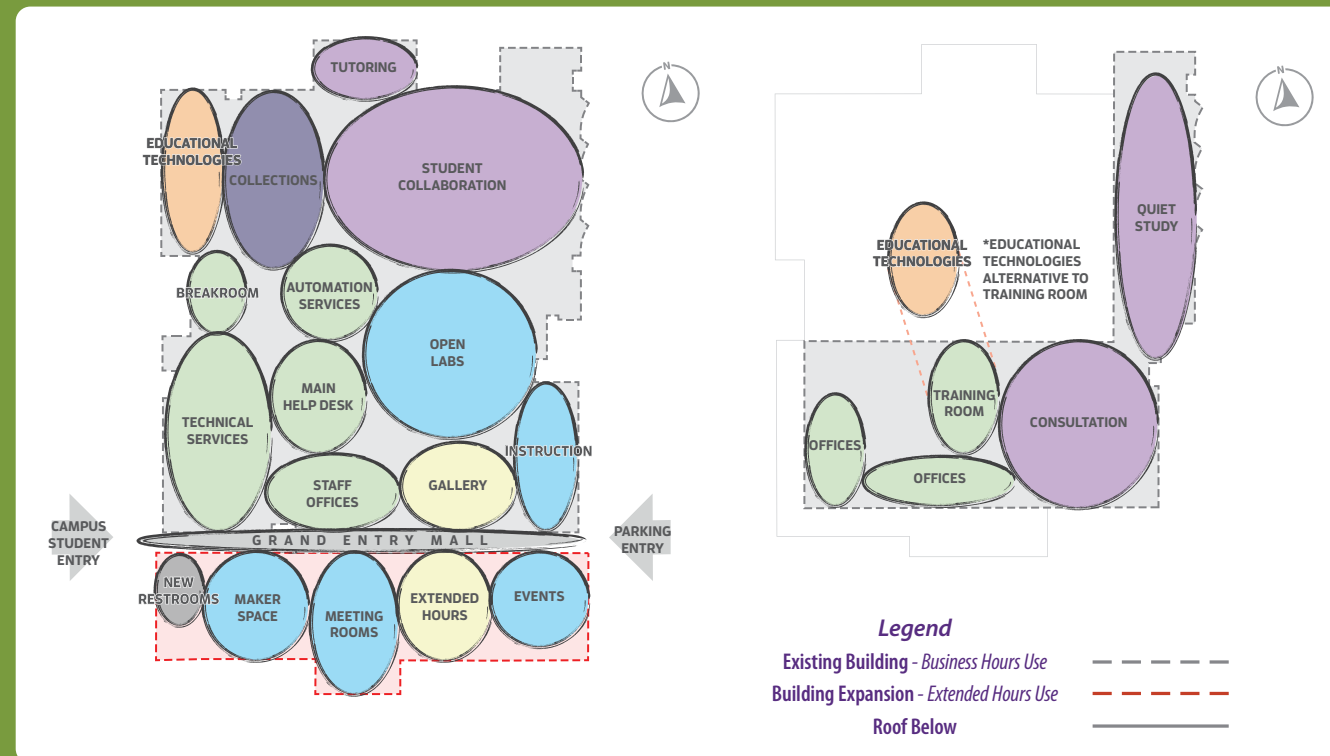 TUTORING
N
EDUCATIONAL
TECHNOLOGIES
COLLECTIONS
STUDENT
COLLABORATION
BREAKROOM
AUTOMATION
SERVICES
OPEN
LABS
MAIN
HELP DESK
TECHNICAL
SERVICES
INSTRUCTION
STAFF
OFFICES
GALLERY
CAMPUS
STUDENT
ENTRY
GRAND ENTRY MALL
PARKING
ENTRY
NEW
RESTROOMS
MAKER
SPACE
MEETING
ROOMS
EXTENDED
HOURS
EVENTS
N
QUIET
STUDY
EDUCATIONAL
TECHNOLOGIES
*EDUCATIONAL
TECHNOLOGIES
ALTERNATIVE TO
TRAINING ROOM
TRAINING
ROOM
CONSULTATION
OFFICES
OFFICES
Legend
Existing Building - Business Hours Use
Building Expansion - Extended Hours Use
Roof Below